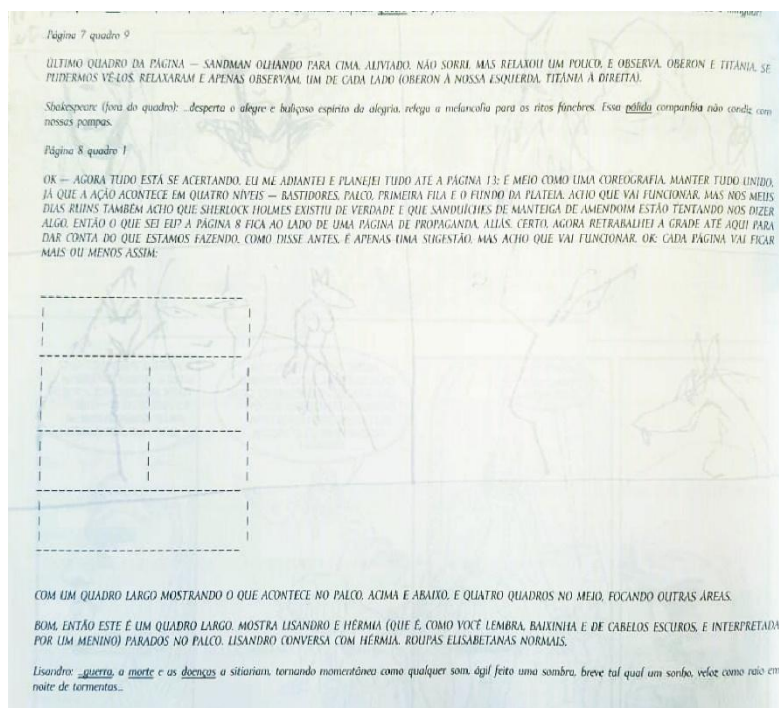 Página 7 quadro 9
ÚLTIMO QUADRO DA PÁGINA — SANDMAN OLHANDO PARA CIMA, ALIVIADO. NÃO SORRI, MAS RELAXOU UM POUCO, E OBSERVA. OBERON E TITÂNIA, SE
PUDERMOS VÊ-LOS, RELAXARAM E APENAS OBSERVAM, UM DE CADA LADO (OBERON À NOSSA ESQUERDA, TITÂNIA À DIREITA).
Shakespeare (fora do quadro): ...desperta o alegre e buliçoso espírito da alegria, relega a melancolia para os ritos fúnebres. Essa pálida companhia não condiz com
nossas pompas.
Página 8 quadro 1
OK — AGORA TUDO ESTÁ SE ACERTANDO. EU ME ADIANTEI E PLANEJEI TUDO ATÉ A PÁGINA 13; É MEIO COMO UMA COREOGRAFIA, MANTER TUDO UNIDO,
JÁ QUE A AÇÃO ACONTECE EM QUATRO NÍVEIS — BASTIDORES, PALCO, PRIMEIRA FILA E O FUNDO DA PLATEIA. ACHO QUE VAI FUNCIONAR, MAS NOS MEUS
DIAS RUINS TAMBÉM ACHO QUE SHERLOCK HOLMES EXISTIU DE VERDADE E QUE SANDUÍCHES DE MANTEIGA DE AMENDOIM ESTÃO TENTANDO NOS DIZER
ALGO, ENTÃO O QUE SEI EU? A PÁGINA 8 FICA AO LADO DE UMA PÁGINA DE PROPAGANDA, ALIÁS. CERTO, AGORA RETRABALHEI A GRADE ATÉ AQUI PARA
DAR CONTA DO QUE ESTAMOS FAZENDO. COMO DISSE ANTES, É APENAS UMA SUGESTÃO, MAS ACHO QUE VAI FUNCIONAR. OK: CADA PÁGINA VAI FICAR
MAIS OU MENOS ASSIM:
COM UM QUADRO LARGO MOSTRANDO O QUE ACONTECE NO PALCO, ACIMA E ABAIXO, E QUATRO QUADROS NO MEIO, FOCANDO OUTRAS ÁREAS.
BOM, ENTÃO ESTE É UM QUADRO LARGO. MOSTRA LISANDRO E HÉRMIA (QUE É, COMO VOCÊ LEMBRA, BAIXINHA E DE CABELOS ESCUROS, E INTERPRETADA
POR UM MENINO) PARADOS NO PALCO. LISANDRO CONVERSA COM HÉRMIA. ROUPAS ELISABETANAS NORMAIS.
Lisandro: ...guerra, a morte e as doenças a sitiariam, tornando momentânea como qualquer som, ágil feito uma sombra, breve tal qual um sonho, veloz como raio em
noite de tormentas...